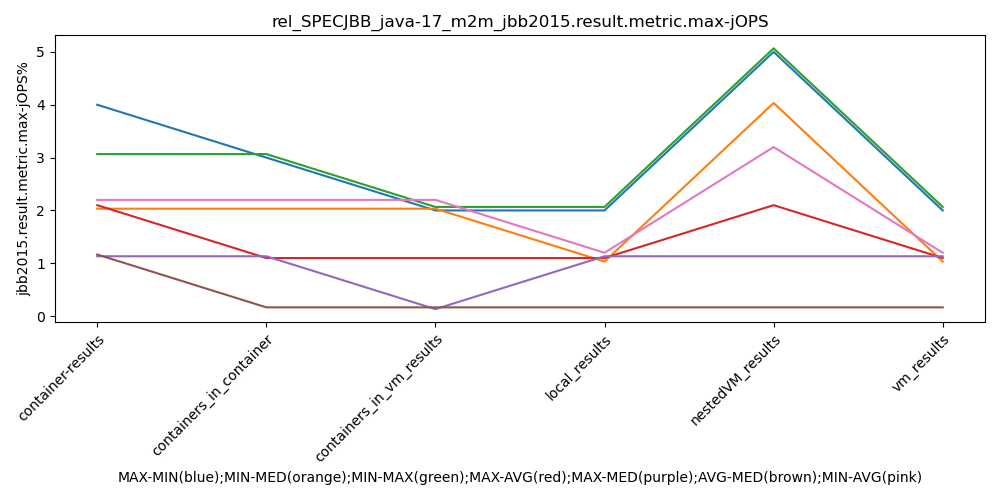 rel_SPECJBB_java-17_m2m_jbb2015.result.metric.max-jOPS
jbb2015.result.metric.max-jOPS%
5
4
3
2
1
0
container-results
containers_in_container
containers_in_vm_results
local_results
nestedVM_results
vm_results
MAX-MIN(blue);MIN-MED(orange);MIN-MAX(green);MAX-AVG(red);MAX-MED(purple);AVG-MED(brown);MIN-AVG(pink)